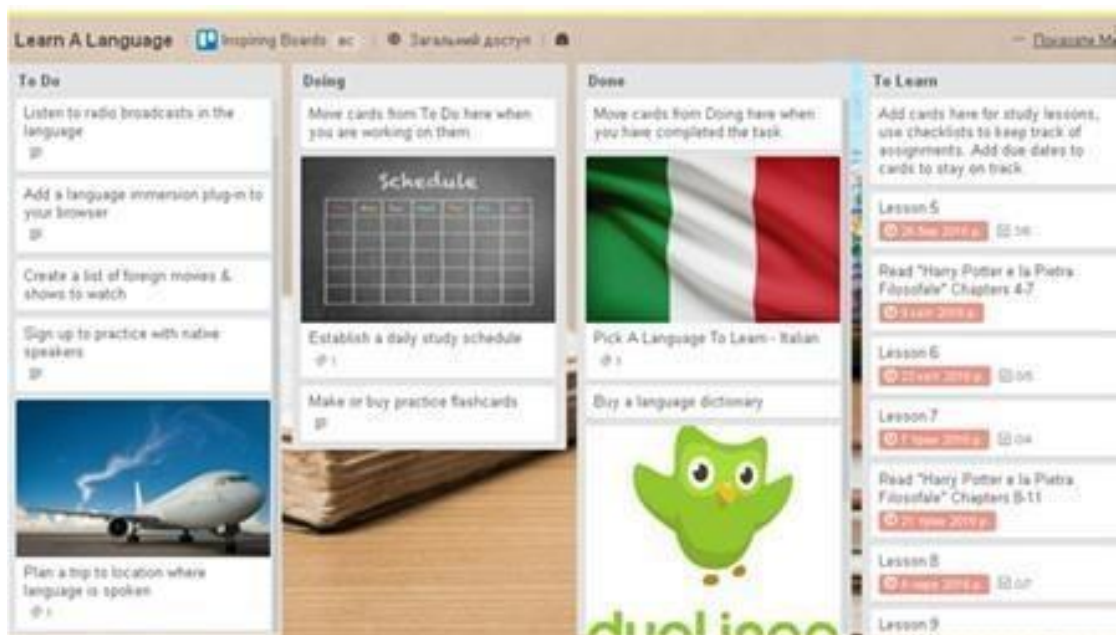 Learn A Language
Inspiring Boards
Загальний доступ
Показати
To Do
Listen to radio broadcasts in the
language
Add a language immersion plug-in to
your browser
Create a list of foreign movies &
shows to watch
Sign up to practice with native
speakers
Plan a trip to location where
language is spoken
Doing
Move cards from To Do here when
you are working on them
Schedule
Establish a daily study schedule
Make or buy practice flashcards
Done
Move cards from Doing here when
you have completed the task
Pick A Language To Learn - Italian
Buy a language dictionary
duolingo
To Learn
Add cards here for study lessons,
use checklists to keep track of
assignments. Add due dates to
cards to stay on track.
Lesson 5
Read "Harry Potter e la Pietra
Filosofale" Chapters 4-7
Lesson 6
0/5
Lesson 7
0/4
Read "Harry Potter e la Pietra
Filosofale" Chapters 8-11
Lesson 8
0/7
Lesson 9